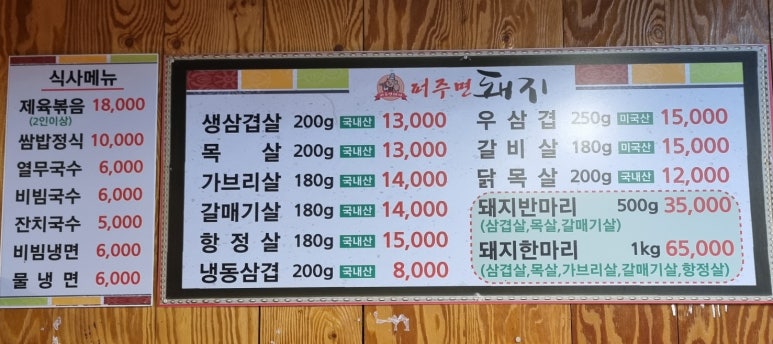 식사메뉴
제육볶음 18,000
(2인이상)
쌈밥정식 10,000
열무국수 6,000
비빔국수 6,000
잔치국수 5,000
비빔냉면 6,000
물냉면 6,000
퍼주면돼지
생삼겹살 200g 국내산 13,000
목살 200g 국내산 13,000
가브리살 180g 국내산 14,000
갈매기살 180g 국내산 14,000
항정살 180g 국내산 15,000
냉동삼겹 200g 국내산 8,000
우삼겹 250g 미국산 15,000
갈비살 180g 미국산 15,000
닭목살 200g 국내산 12,000
돼지반마리 500g 35,000
(삼겹살,목살,갈매기살)
돼지한마리 1kg 65,000
(삼겹살,목살,가브리살,갈매기살,항정살)